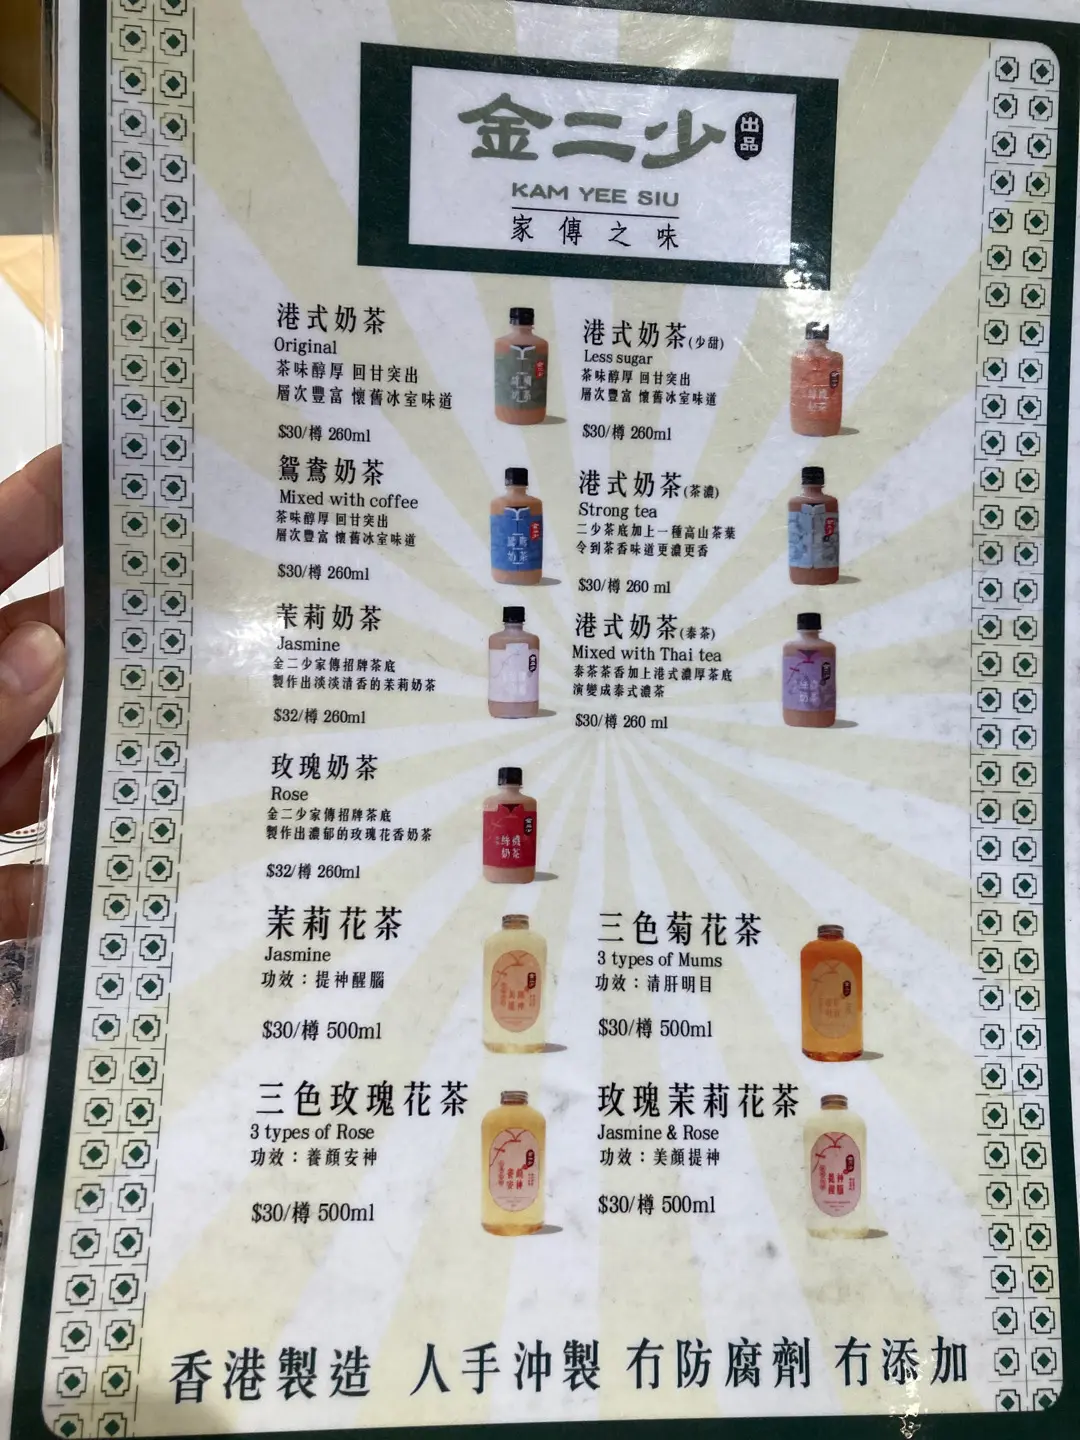 金二少 出品
KAM YEE SIU
家傳之味
港式奶茶
Original
茶味醇厚 回甘突出
層次豐富 懷舊冰室味道
$30/樽 260ml
港式奶茶(少甜)
Less sugar
茶味醇厚 回甘突出
層次豐富 懷舊冰室味道
$30/樽 260ml
鴛鴦奶茶
Mixed with coffee
茶味醇厚 回甘突出
層次豐富 懷舊冰室味道
$30/樽 260ml
港式奶茶(茶濃)
Strong tea
二少茶底加上一種高山茶葉
令到茶香味道更濃更香
$30/樽 260 ml
茉莉奶茶
Jasmine
金二少家傳招牌茶底
製作出淡淡清香的茉莉奶茶
$32/樽 260ml
港式奶茶(泰茶)
Mixed with Thai tea
泰茶茶香加上港式濃厚茶底
演變成泰式濃茶
$30/樽 260 ml
玫瑰奶茶
Rose
金二少家傳招牌茶底
製作出濃郁的玫瑰花香奶茶
$32/樽 260ml
茉莉花茶
Jasmine
功效：提神醒腦
$30/樽 500ml
三色菊花茶
3 types of Mums
功效：清肝明目
$30/樽 500ml
三色玫瑰花茶
3 types of Rose
功效：養顏安神
$30/樽 500ml
玫瑰茉莉花茶
Jasmine & Rose
功效：美顏提神
$30/樽 500ml
香港製造 人手沖製 冇防腐劑 冇添加